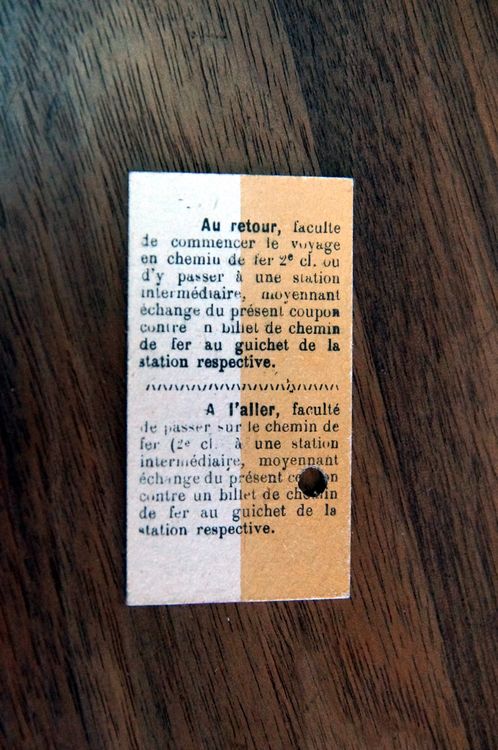 Au retour, faculte
de commencer le voyage
en chemin de fer 2e cl. ou
d'y passer à une station
intermédiaire, moyennant
échange du présent coupon
contre n billet de chemin
de fer au guichet de la
station respective.
A l'aller, faculté
de passer sur le chemin de
fer (2e cl. à une station
intermédiaire, moyennant
échange du présent
contre un billet de chemin
de fer au guichet de la
station respective.